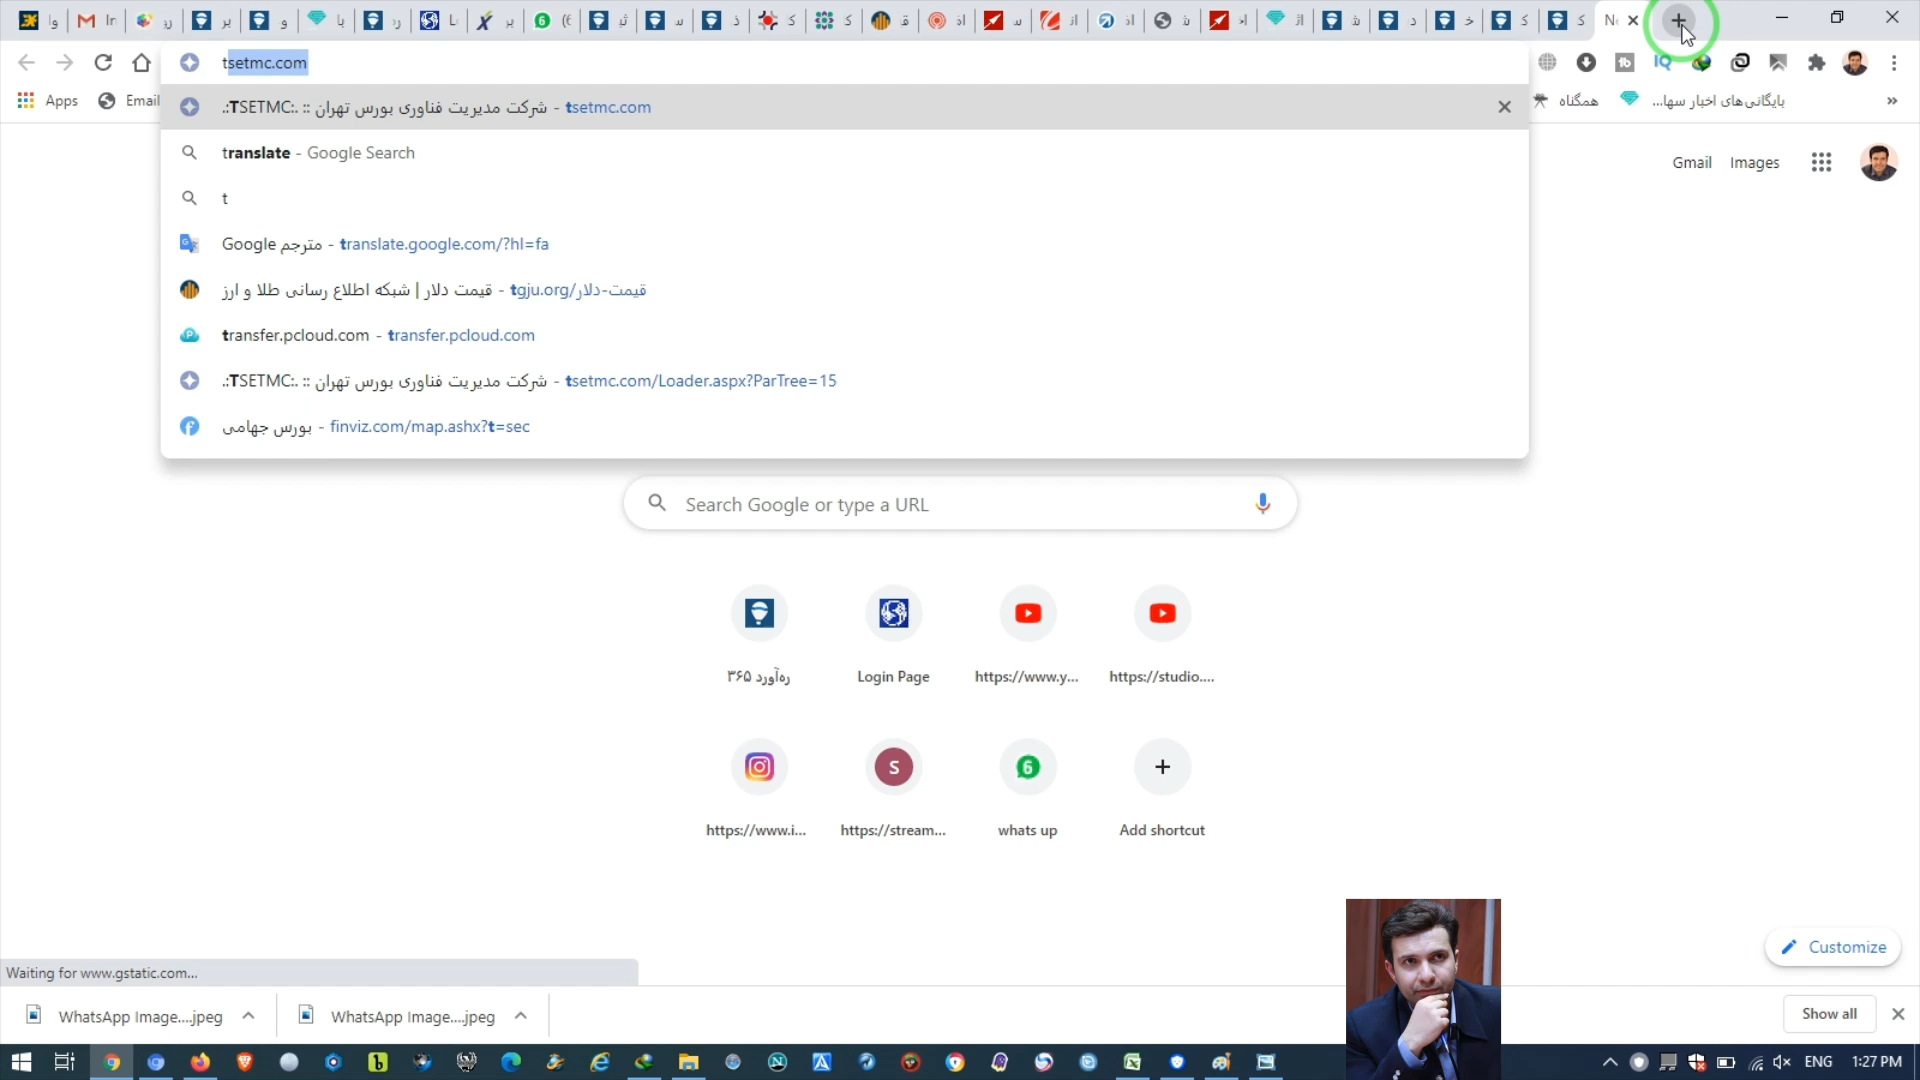 tsetmc.com
Apps
Email
همگناه
بایگانی‌های اخبار سها...
»
.:TSETMC:. :: شرکت مدیریت فناوری بورس تهران - tsetmc.com
translate - Google Search
t
Google مترجم - translate.google.com/?hl=fa
قیمت دلار | شبکه اطلاع رسانی طلا و ارز - tgju.org/قیمت-دلار
transfer.pcloud.com - transfer.pcloud.com
.:TSETMC:. :: شرکت مدیریت فناوری بورس تهران - tsetmc.com/Loader.aspx?ParTree=15
بورس جهامی - finviz.com/map.ashx?t=sec
Gmail Images
Search Google or type a URL
ره‌آورد ۳۶۵
Login Page
https://www.y...
https://studio....
https://www.i...
https://stream...
whats up
Add shortcut
Customize
Waiting for www.gstatic.com...
WhatsApp Image....jpeg
WhatsApp Image....jpeg
Show all
ENG
1:27 PM